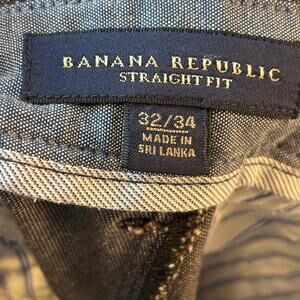 BANANA REPUBLIC
STRAIGHT FIT
32/34
MADE IN
SRI LANKA